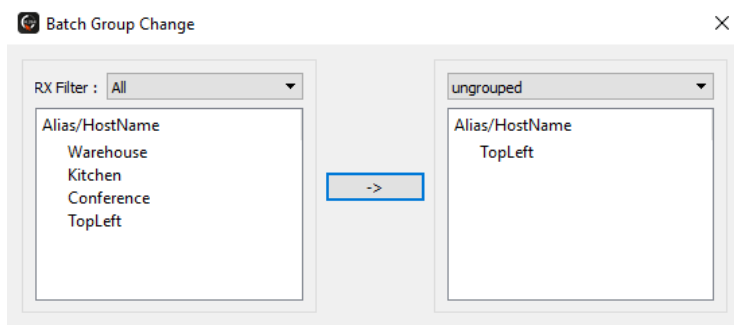 Batch Group Change
RX Filter : All
Alias/HostName
Warehouse
Kitchen
Conference
TopLeft
->
ungrouped
Alias/HostName
TopLeft